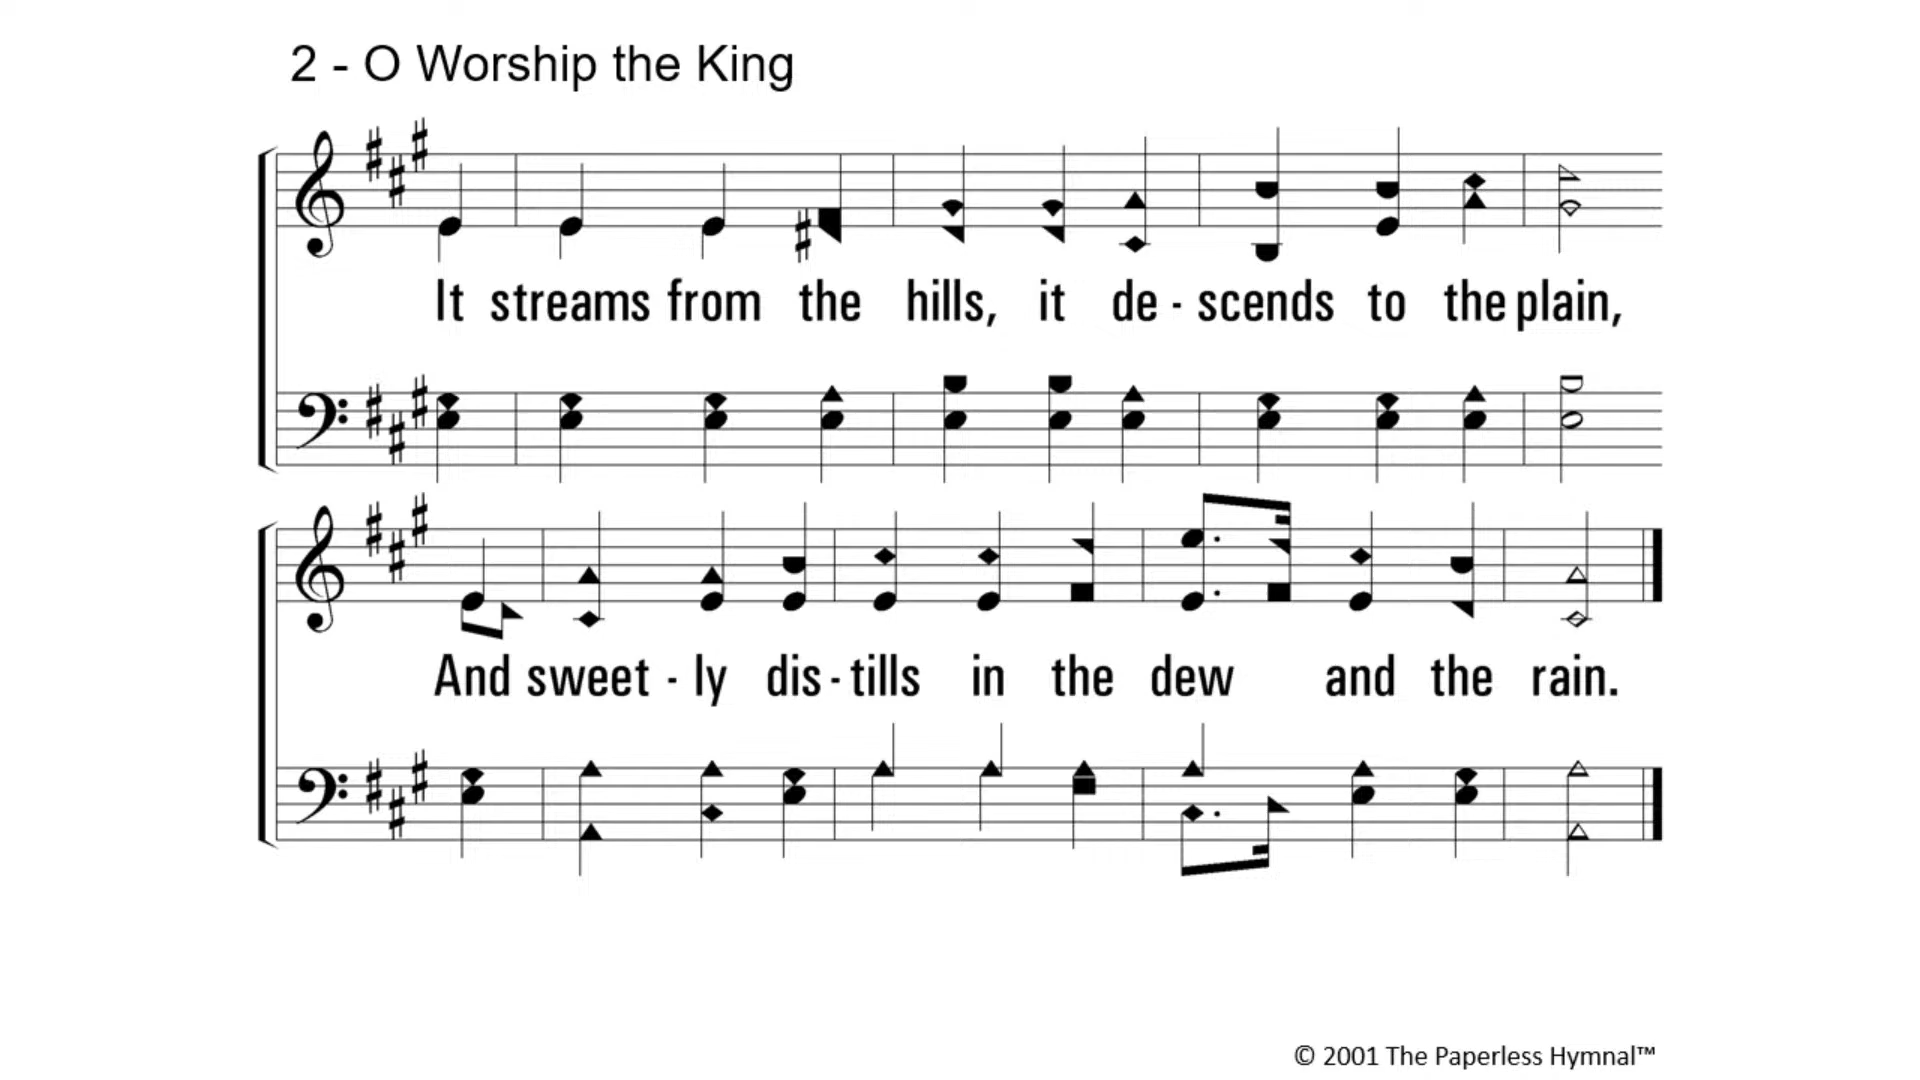 2 - O Worship the King
It streams from the hills, it de - scends to the plain,
And sweet - ly dis - tills in the dew and the rain.
© 2001 The Paperless Hymnal™